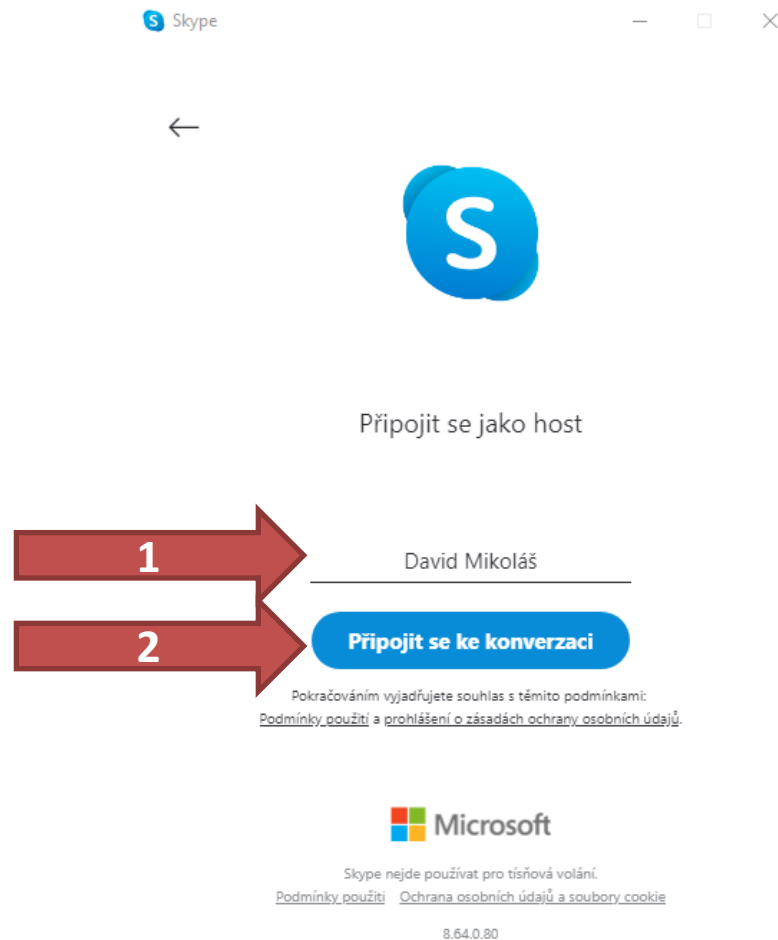 Skype
S
Připojit se jako host
1
David Mikoláš
2
Připojit se ke konverzaci
Pokračováním vyjadřujete souhlas s těmito podmínkami:
Podmínky použití a prohlášení o zásadách ochrany osobních údajů.
Microsoft
Skype nejde používat pro tísňová volání.
Podmínky použití Ochrana osobních údajů a soubory cookie
8.64.0.80